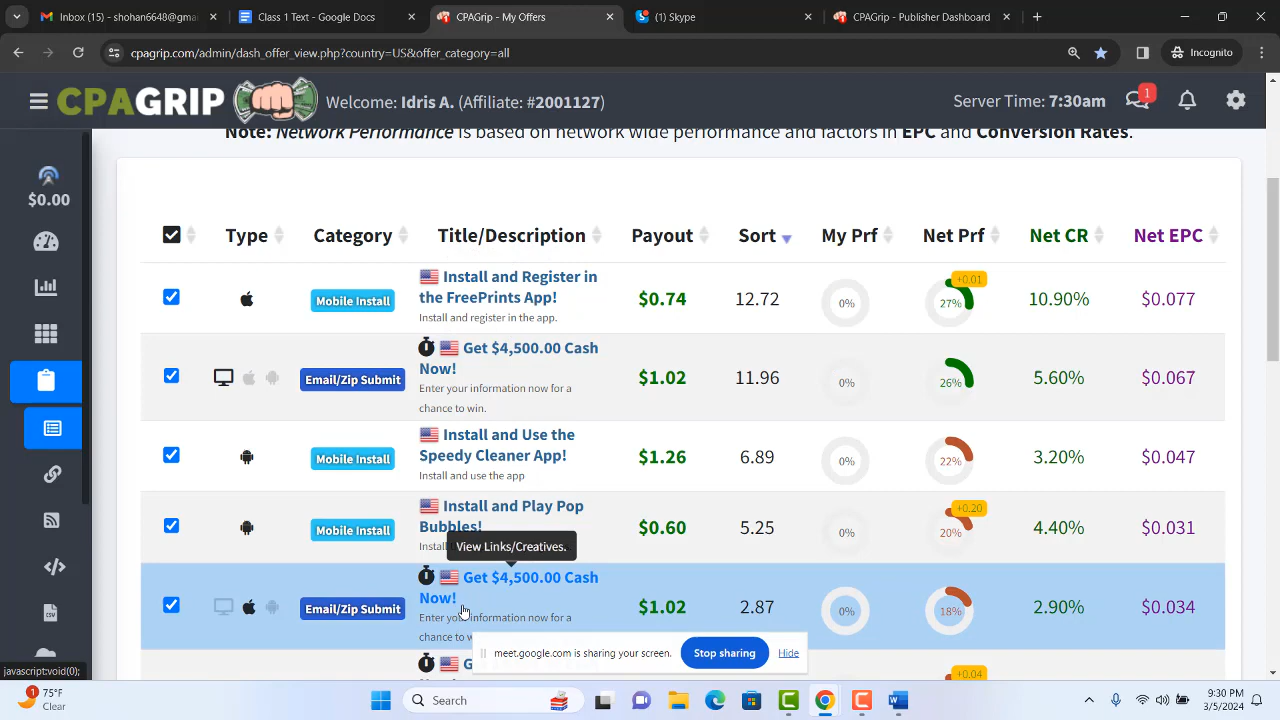 Inbox (15) - shohan6648@gma
Class 1 Text - Google Docs
CPAGrip - My Offers
(1) Skype
CPAGrip - Publisher Dashboard
cpagrip.com/admin/dash_offer_view.php?country=US&offer_category=all
Incognito
CPAGRIP
Welcome: Idris A. (Affiliate: #2001127)
Server Time: 7:30am
1
Note: Network Performance is based on network wide performance and factors in EPC and Conversion Rates.
$0.00
Type Category Title/Description Payout Sort My Prf Net Prf Net CR Net EPC
Mobile Install
Install and Register in
the FreePrints App!
Install and register in the app.
$0.74 12.72 0% 27% +0.01 10.90% $0.077
Email/Zip Submit
Get $4,500.00 Cash
Now!
Enter your information now for a
chance to win.
$1.02 11.96 0% 26% 5.60% $0.067
Mobile Install
Install and Use the
Speedy Cleaner App!
Install and use the app
$1.26 6.89 0% 22% 3.20% $0.047
Mobile Install
Install and Play Pop
Bubbles!
Install
$0.60 5.25 0% 20% +0.20 4.40% $0.031
View Links/Creatives.
Email/Zip Submit
Get $4,500.00 Cash
Now!
Enter your information now for a
chance to w
$1.02 2.87 0% 18% 2.90% $0.034
+0.04
CSV
meet.google.com is sharing your screen. Stop sharing Hide
javascript:void(0);
1
75°F
Clear
Search
9:30 PM
3/5/2024